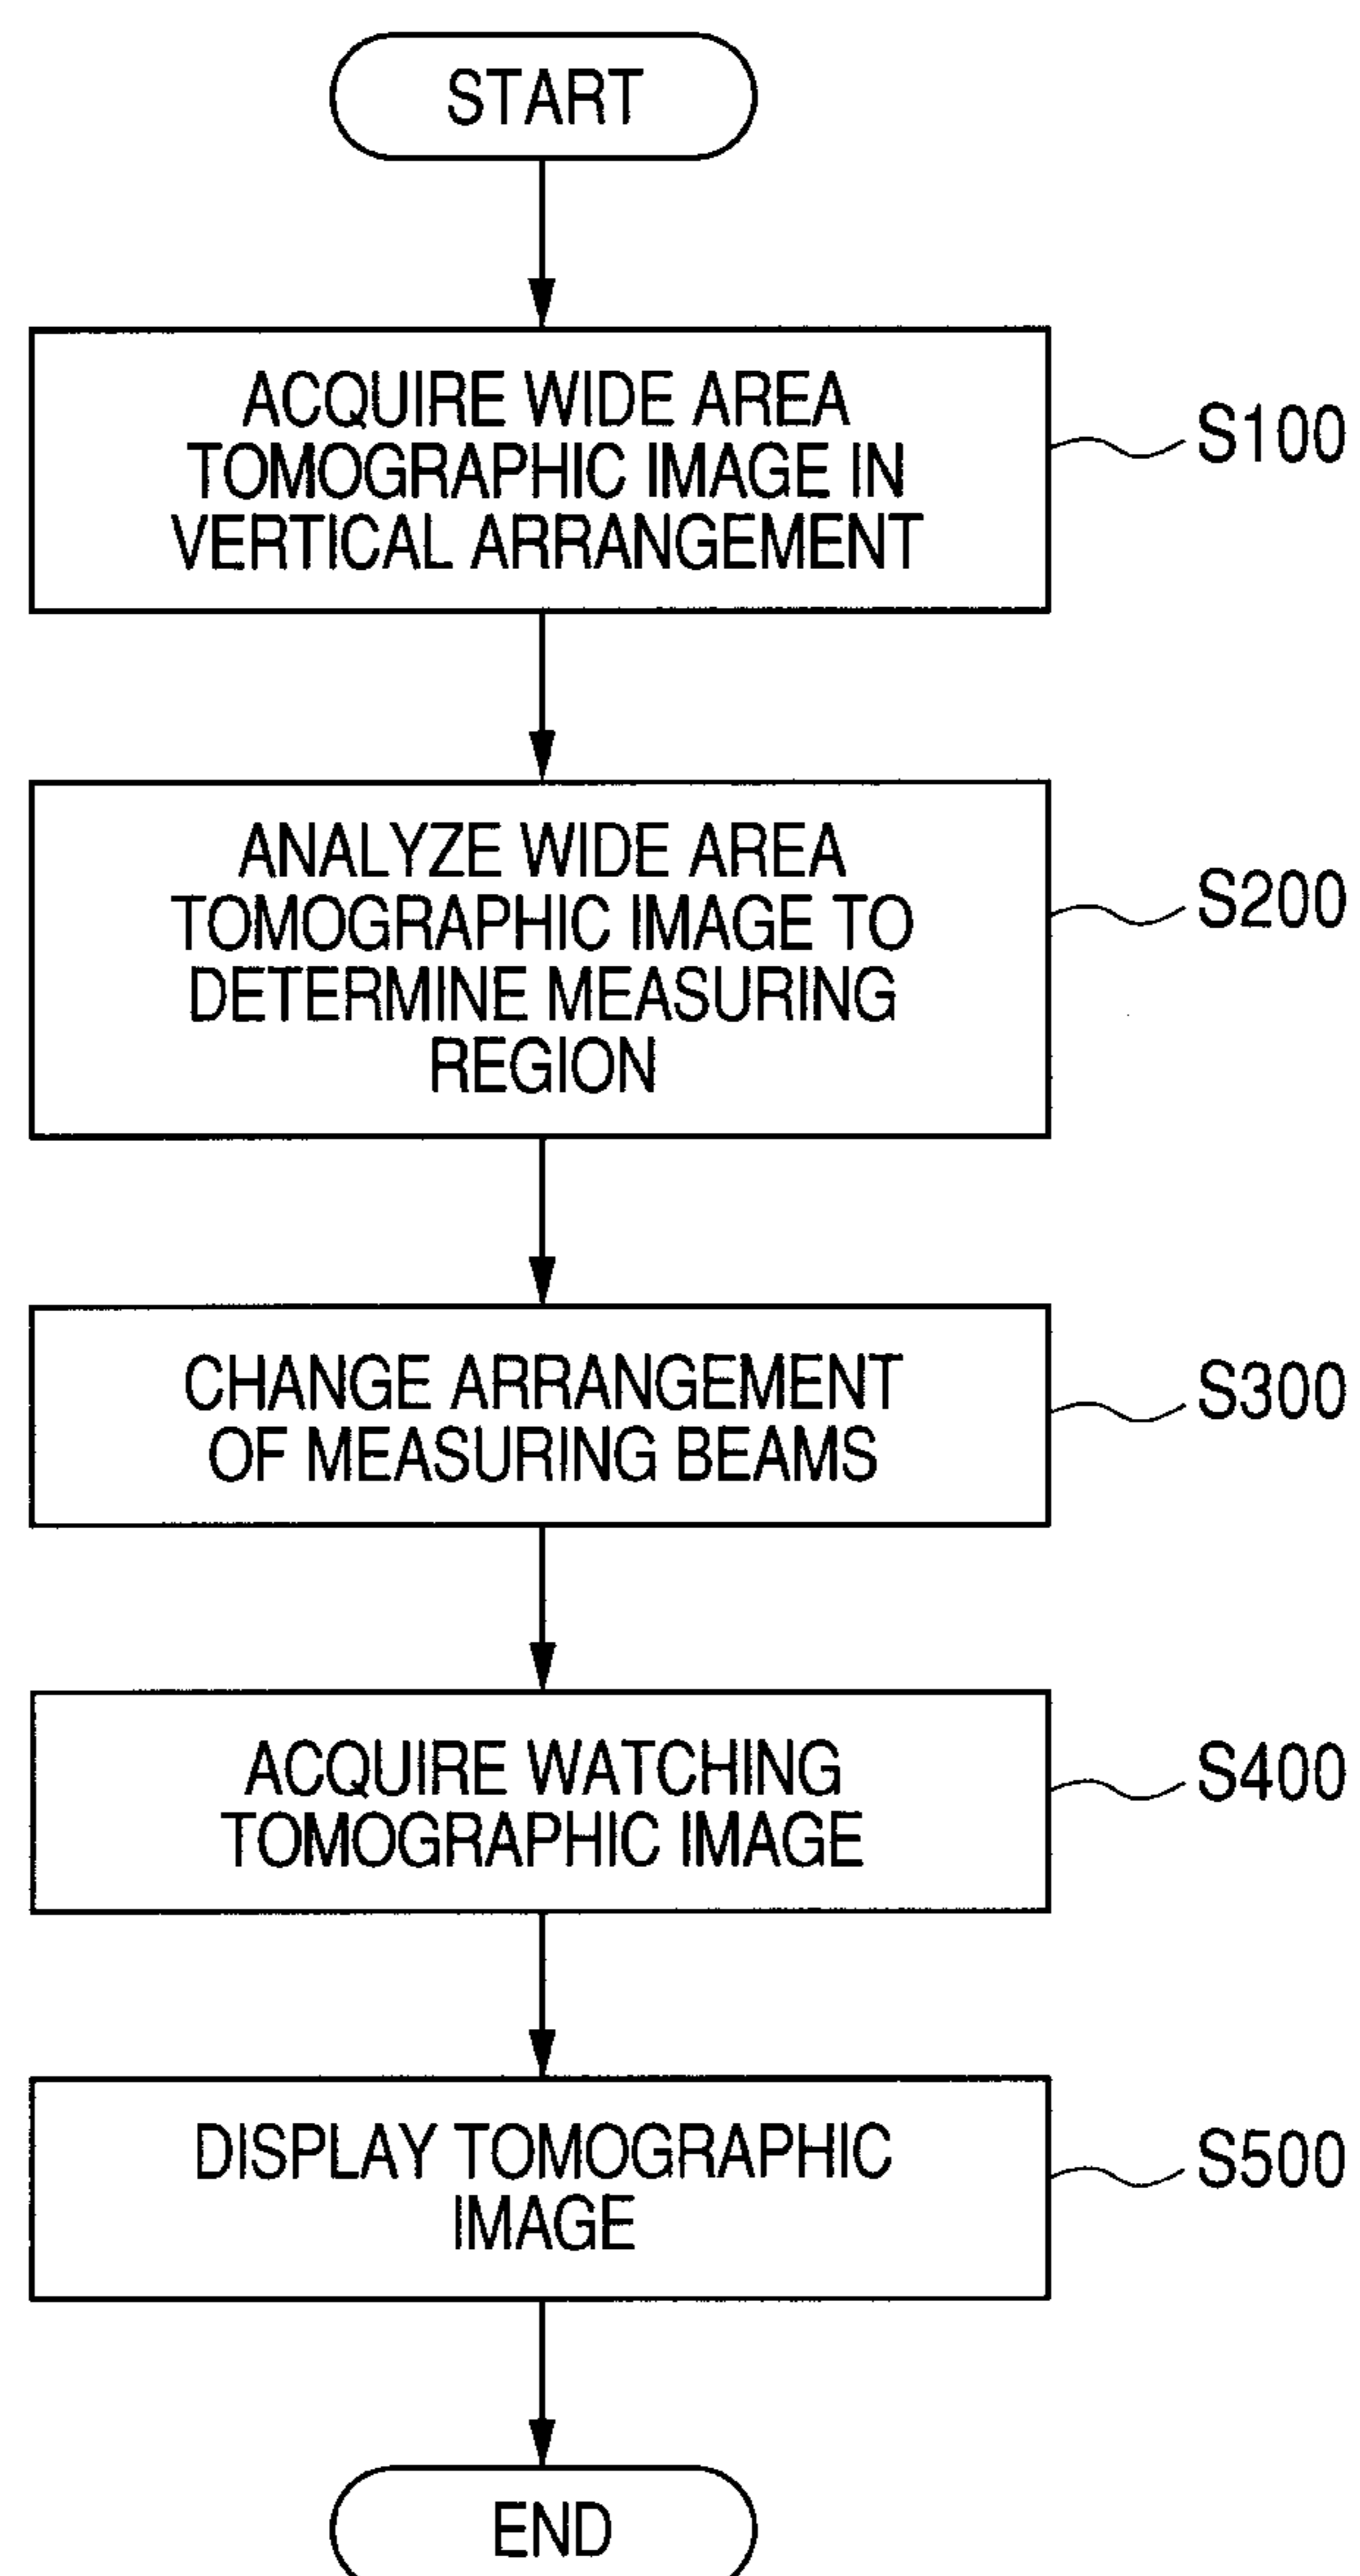 START
ACQUIRE WIDE AREA
TOMOGRAPHIC IMAGE IN
VERTICAL ARRANGEMENT
S100
ANALYZE WIDE AREA
TOMOGRAPHIC IMAGE TO
DETERMINE MEASURING
REGION
S200
CHANGE ARRANGEMENT
OF MEASURING BEAMS
S300
ACQUIRE WATCHING
TOMOGRAPHIC IMAGE
S400
DISPLAY TOMOGRAPHIC
IMAGE
S500
END